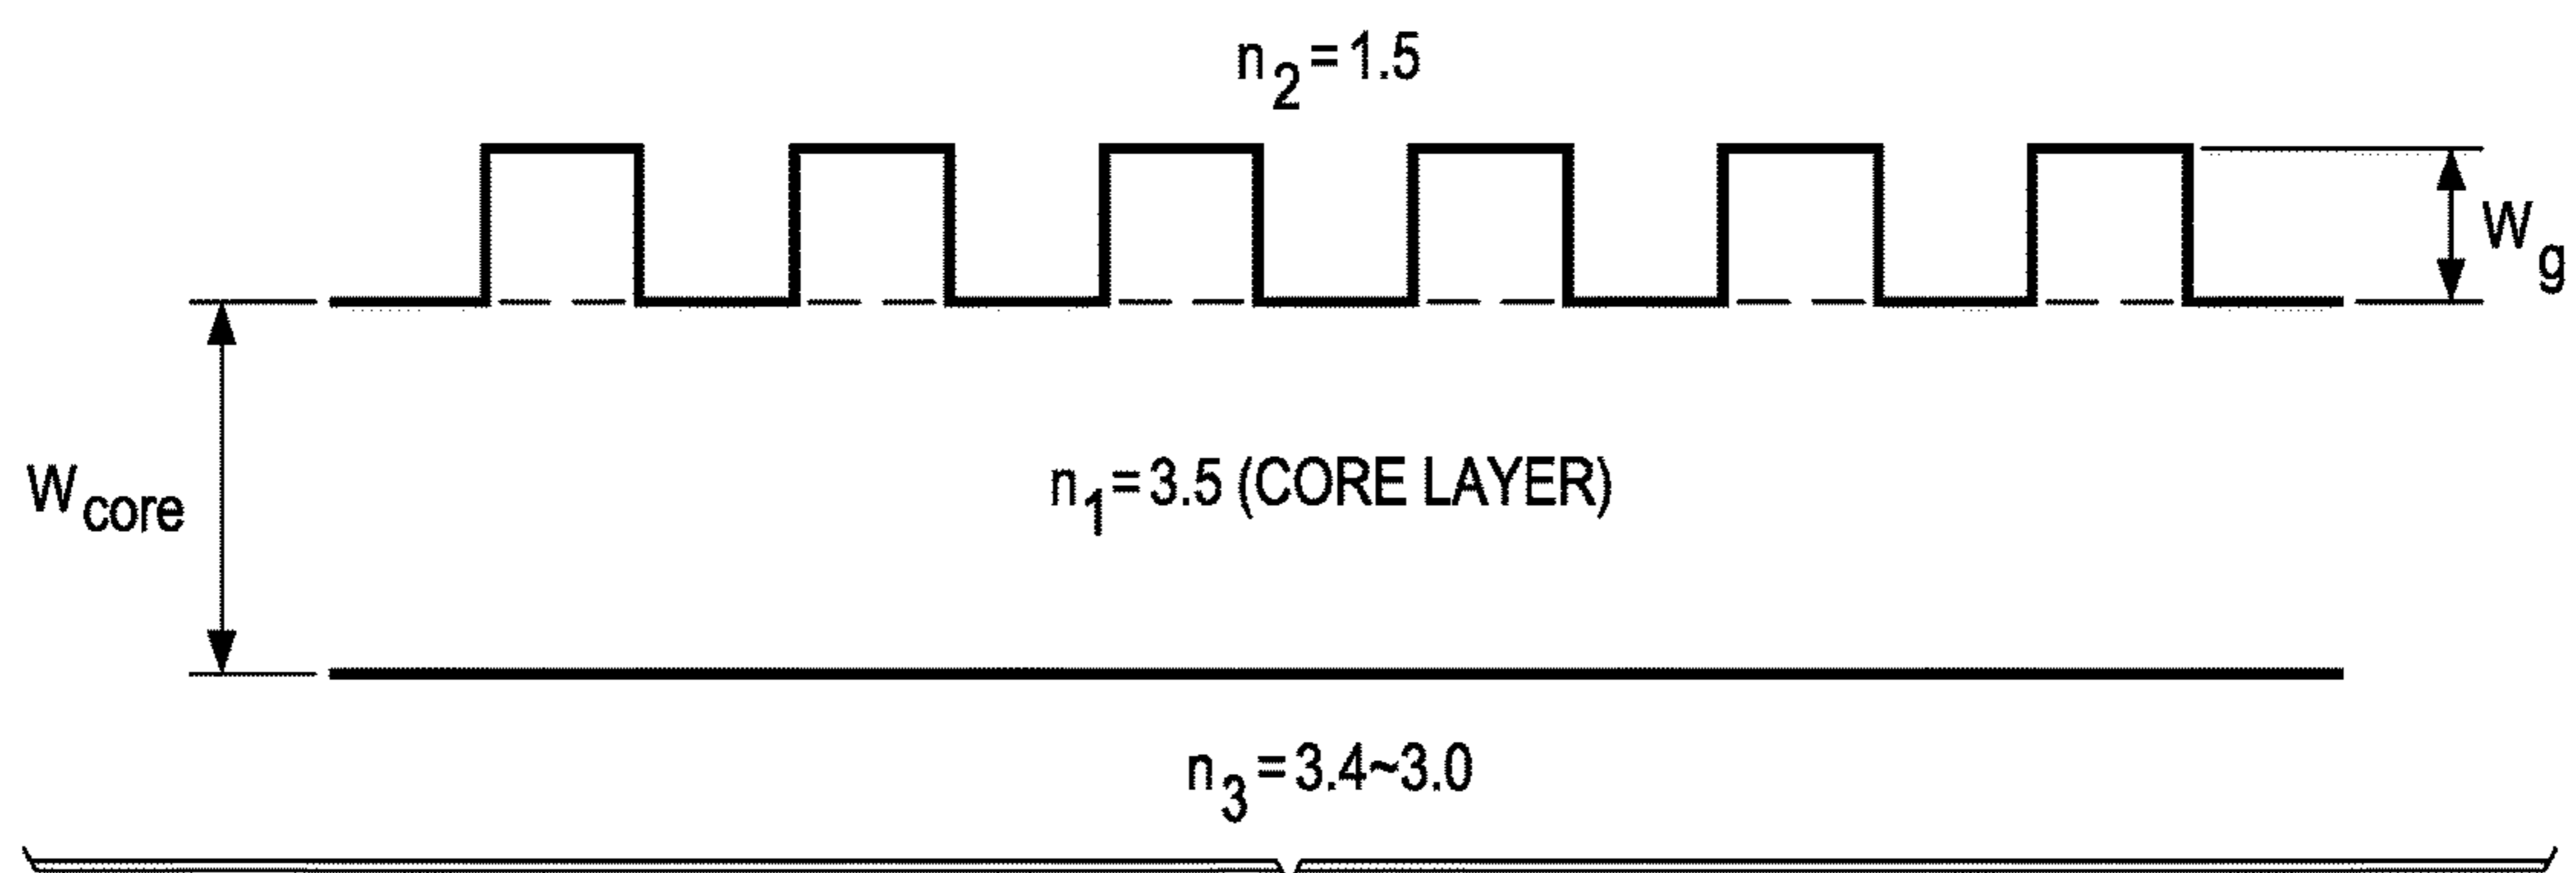 n2 = 1.5
Wg
Wcore
n1 = 3.5 (CORE LAYER)
n3 = 3.4~3.0